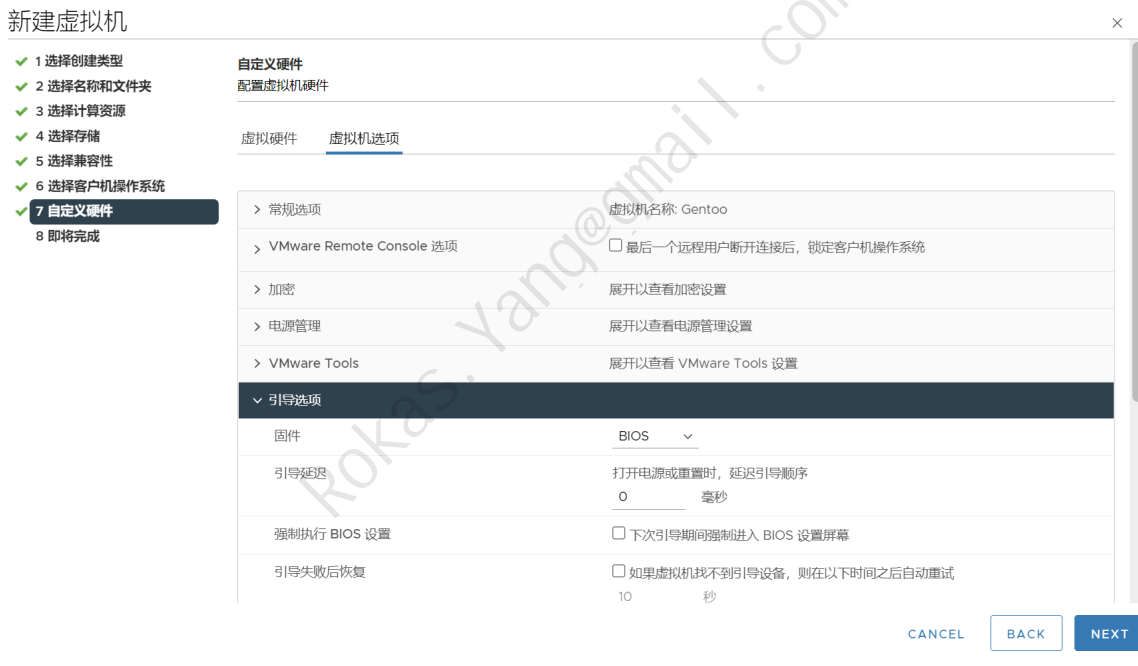 新建虚拟机
1 选择创建类型
2 选择名称和文件夹
3 选择计算资源
4 选择存储
5 选择兼容性
6 选择客户机操作系统
7 自定义硬件
8 即将完成
自定义硬件
配置虚拟机硬件
虚拟硬件 虚拟机选项
常规选项 虚拟机名称: Gentoo
VMware Remote Console 选项 最后一个远程用户断开连接后，锁定客户机操作系统
加密 展开以查看加密设置
电源管理 展开以查看电源管理设置
VMware Tools 展开以查看 VMware Tools 设置
引导选项
固件 BIOS
引导延迟 打开电源或重置时，延迟引导顺序
0 毫秒
强制执行 BIOS 设置 下次引导期间强制进入 BIOS 设置屏幕
引导失败后恢复 如果虚拟机找不到引导设备，则在以下时间之后自动重试
10 秒
CANCEL BACK NEXT
Rokas.Yang@gmail.com